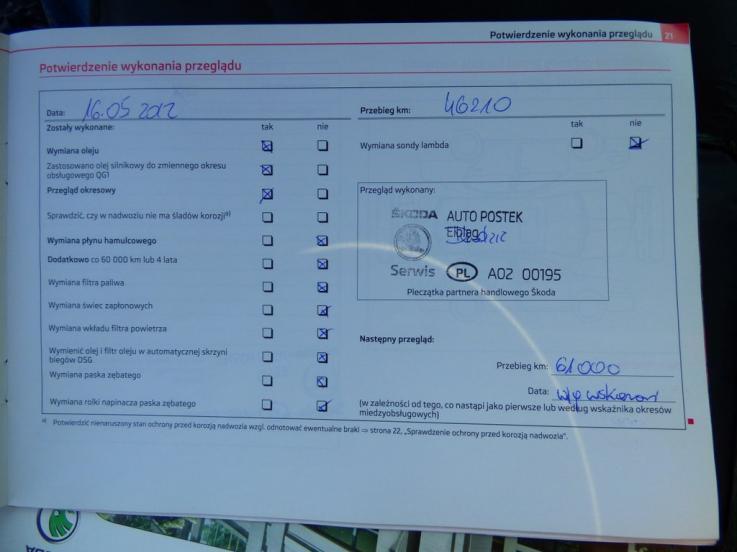 Potwierdzenie wykonania przeglądu 21
Potwierdzenie wykonania przeglądu
Data: 16.05 2012
Przebieg km: 46210
Zostały wykonane: tak nie
tak nie
Wymiana oleju
Wymiana sondy lambda
Zastosowano olej silnikowy do zmiennego okresu
obsługowego QG1
Przegląd okresowy
Przegląd wykonany:
Sprawdzić, czy w nadwoziu nie ma śladów korozji a)
Wymiana płynu hamulcowego
Dodatkowo co 60 000 km lub 4 lata
Wymiana filtra paliwa
Wymiana świec zapłonowych
Wymiana wkładu filtra powietrza
Wymienić olej i filtr oleju w automatycznej skrzyni
biegów DSG
Wymiana paska zębatego
Wymiana rolki napinacza paska zębatego
ŠKODA AUTO POSTEK
Elbląg
Serwis PL A02 00195
Pieczątka partnera handlowego Škoda
Następny przegląd:
Przebieg km: 61000
Data: wg wskazań
(w zależności od tego, co nastąpi jako pierwsze lub według wskaźnika okresów
międzyobsługowych)
a) Potwierdzić nienaruszony stan ochrony przed korozją nadwozia wzgl. odnotować ewentualne braki ⇒ strona 22, „Sprawdzenie ochrony przed korozją nadwozia".